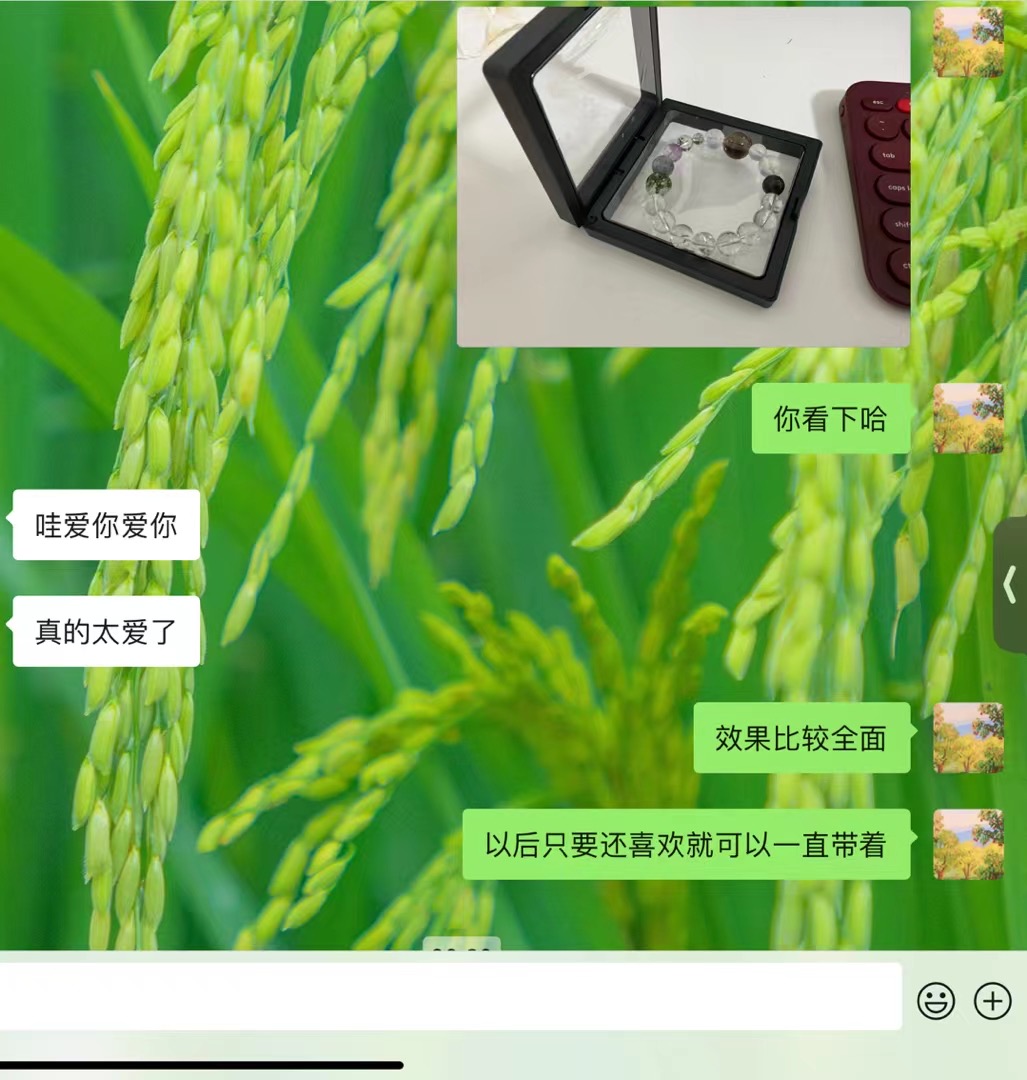 esc
tab
caps l
shif
你看下哈
哇爱你爱你
真的太爱了
效果比较全面
以后只要还喜欢就可以一直带着